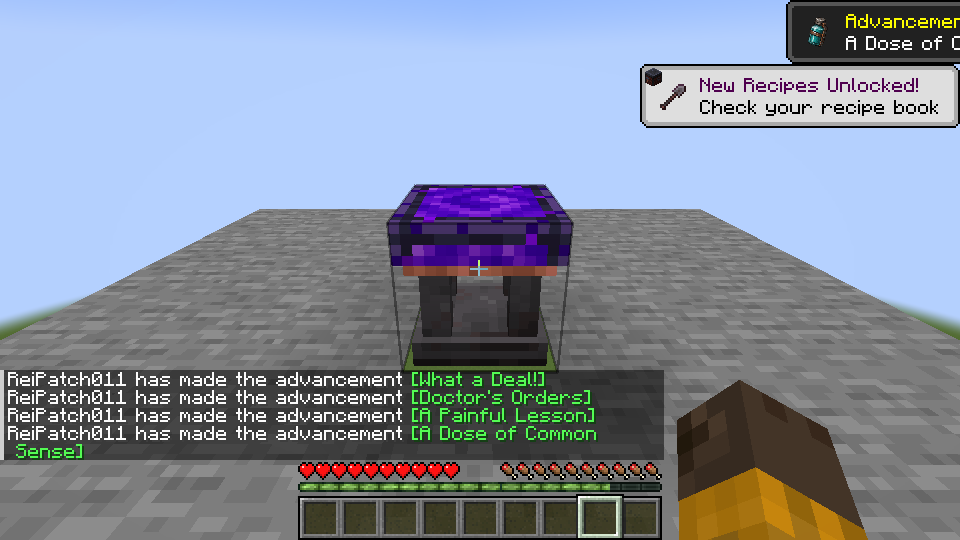 Advancemen
A Dose of C
New Recipes Unlocked!
Check your recipe book
ReiPatch011 has made the advancement [What a Deal!]
ReiPatch011 has made the advancement [Doctor's Orders]
ReiPatch011 has made the advancement [A Painful Lesson]
ReiPatch011 has made the advancement [A Dose of Common
Sense]